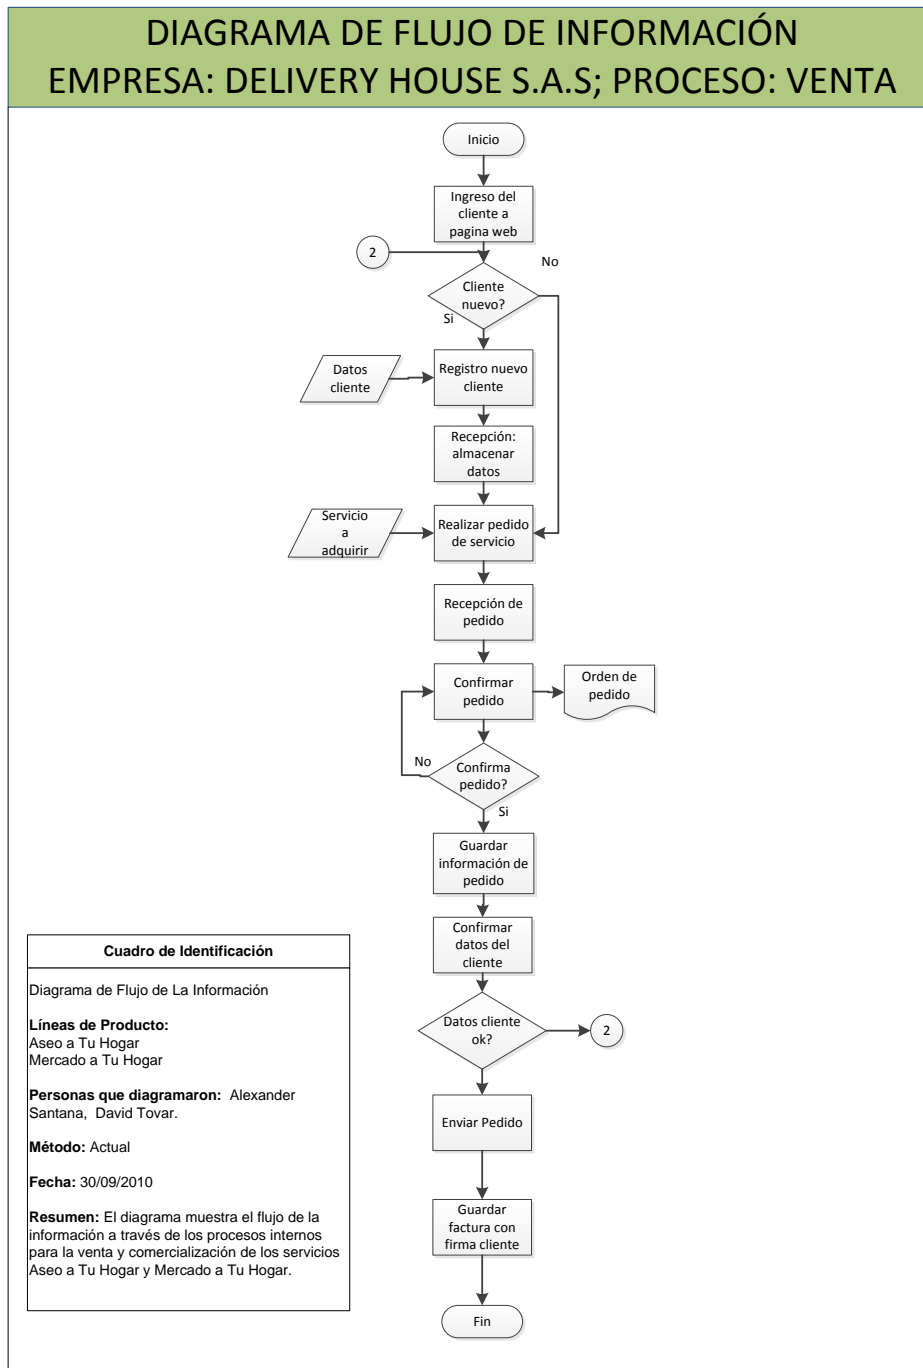 DIAGRAMA DE FLUJO DE INFORMACIÓN
EMPRESA: DELIVERY HOUSE S.A.S; PROCESO: VENTA
Inicio
Ingreso del
cliente a
pagina web
2
No
Cliente
nuevo?
Si
Datos
cliente
Registro nuevo
cliente
Recepción:
almacenar
datos
Servicio
a
adquirir
Realizar pedido
de servicio
Recepción de
pedido
Confirmar
pedido
Orden de
pedido
No
Confirma
pedido?
Si
Guardar
información de
pedido
Confirmar
datos del
cliente
Datos cliente
ok?
2
Enviar Pedido
Guardar
factura con
firma cliente
Fin
Cuadro de Identificación
Diagrama de Flujo de La Información
Líneas de Producto:
Aseo a Tu Hogar
Mercado a Tu Hogar
Personas que diagramaron: Alexander
Santana, David Tovar.
Método: Actual
Fecha: 30/09/2010
Resumen: El diagrama muestra el flujo de la
información a través de los procesos internos
para la venta y comercialización de los servicios
Aseo a Tu Hogar y Mercado a Tu Hogar.